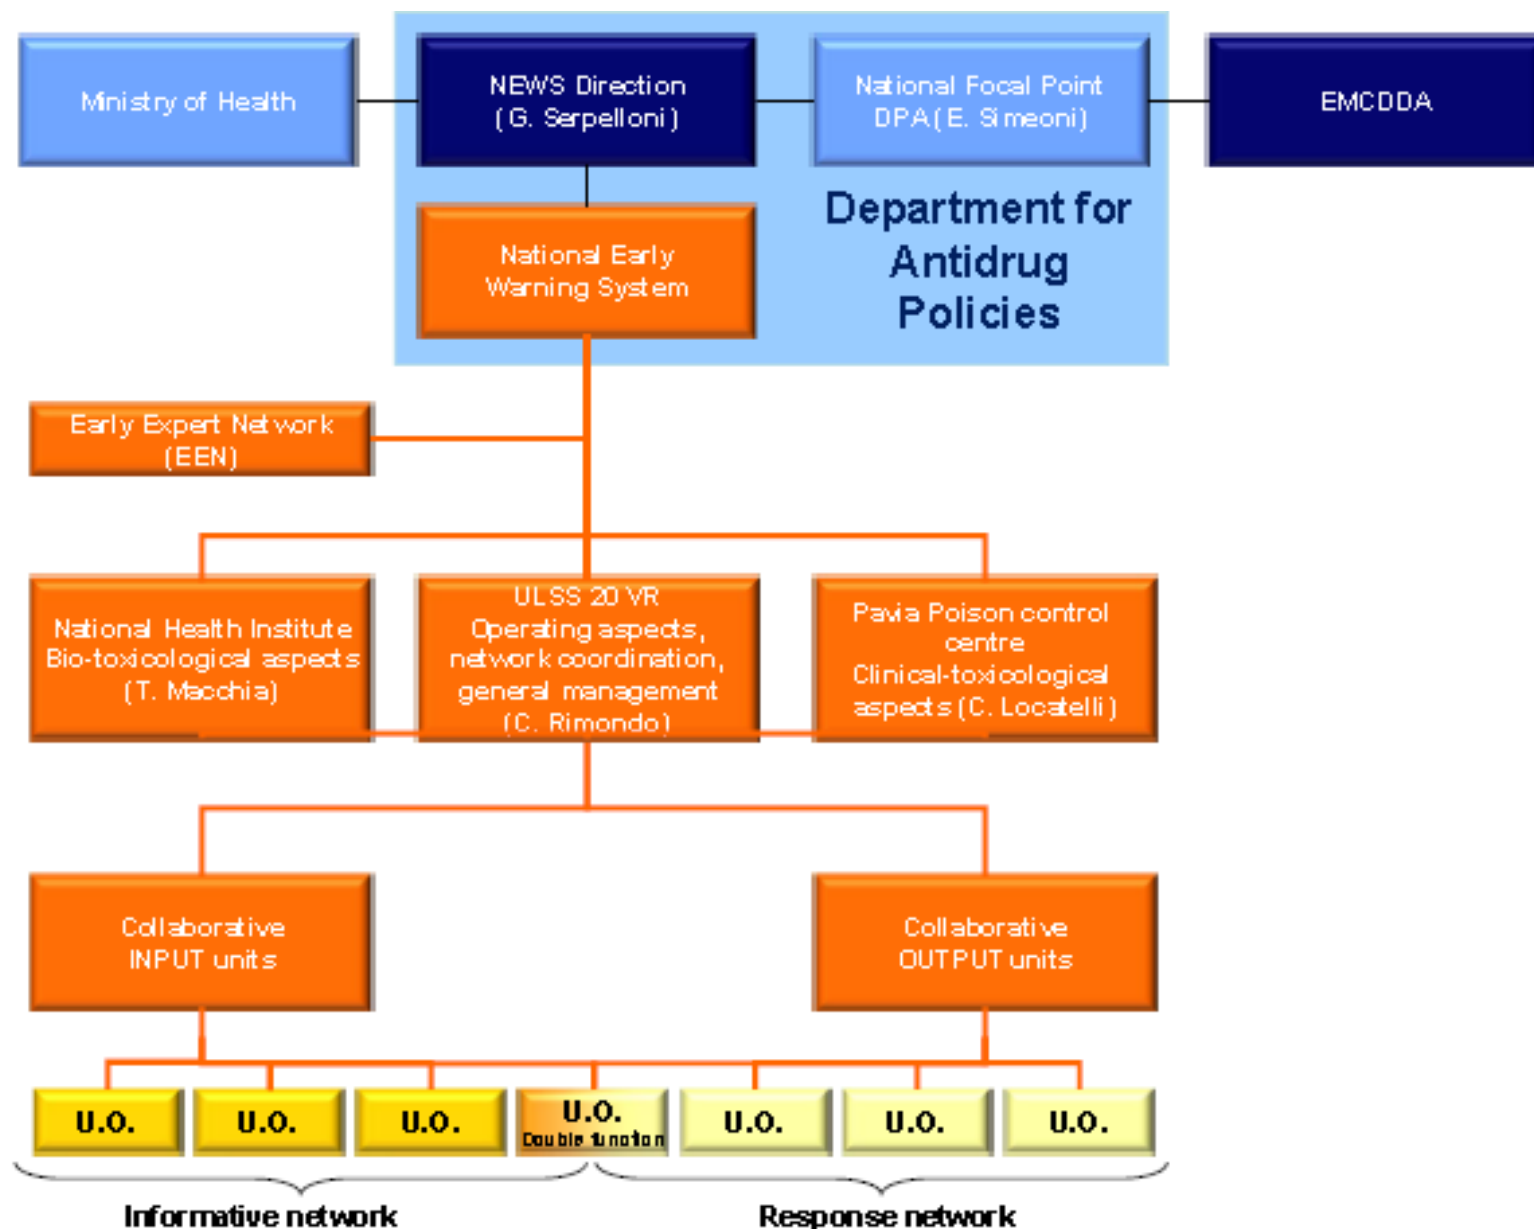 Ministry of Health
NEWS Direction
(G. Serpelloni)
National Focal Point
DPA (E. Simeoni)
EMCDDA
National Early
Warning System
Department for
Antidrug
Policies
Early Expert Network
(EEN)
National Health Institute
Bio-toxicological aspects
(T. Macchia)
ULSS 20 VR
Operating aspects,
network coordination,
general management
(C. Rimondo)
Pavia Poison control
centre
Clinical-toxicological
aspects (C. Locatelli)
Collaborative
INPUT units
Collaborative
OUTPUT units
U.O.
U.O.
U.O.
U.O.
Double function
U.O.
U.O.
U.O.
Informative network
Response network